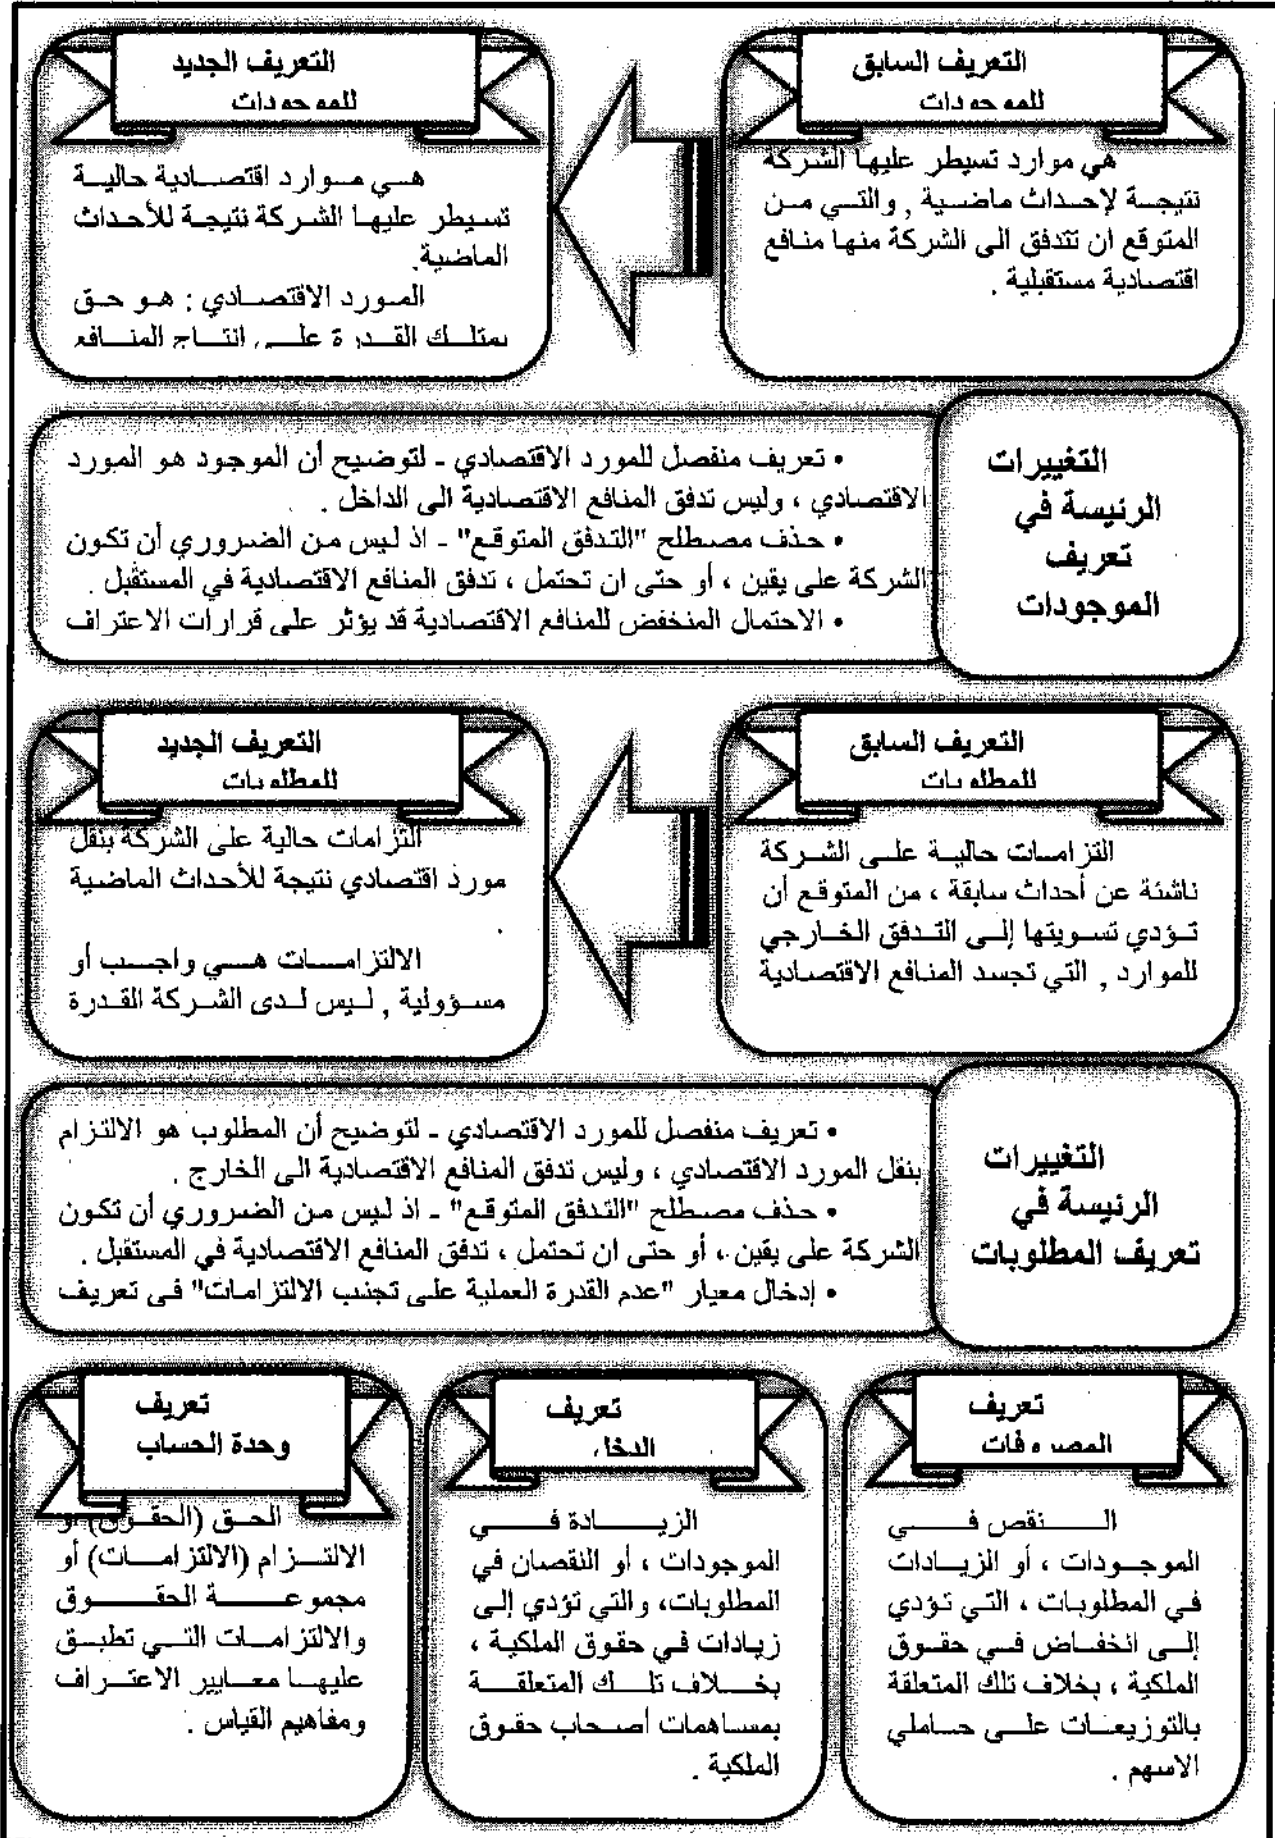 التعريف السابق
للموجودات
هي موارد تسيطر عليها الشركة
نتيجة لإحداث ماضية , والتي من
المتوقع ان تتدفق الى الشركة منها منافع
اقتصادية مستقبلية .
التعريف الجديد
للموجودات
هي موارد اقتصادية حالية
تسيطر عليها الشركة نتيجة للأحداث
الماضية.
المورد الاقتصادي : هو حق
يمتلك القدرة على انتاج المنافع
التغييرات
الرئيسة في
تعريف
الموجودات
• تعريف منفصل للمورد الاقتصادي - لتوضيح أن الموجود هو المورد
الاقتصادي ، وليس تدفق المنافع الاقتصادية الى الداخل .
• حذف مصطلح "التدفق المتوقع" - اذ ليس من الضروري أن تكون
الشركة على يقين ، أو حتى ان تحتمل ، تدفق المنافع الاقتصادية في المستقبل .
• الاحتمال المنخفض للمنافع الاقتصادية قد يؤثر على قرارات الاعتراف
التعريف السابق
للمطلوبات
التزامات حالية على الشركة
ناشئة عن أحداث سابقة ، من المتوقع أن
تؤدي تسويتها إلى التدفق الخارجي
للموارد , التي تجسد المنافع الاقتصادية
التعريف الجديد
للمطلوبات
التزامات حالية على الشركة بنقل
مورد اقتصادي نتيجة للأحداث الماضية
.
الالتزامات هي واجب أو
مسؤولية , ليس لدى الشركة القدرة
التغييرات
الرئيسة في
تعريف المطلوبات
• تعريف منفصل للمورد الاقتصادي - لتوضيح أن المطلوب هو الالتزام
بنقل المورد الاقتصادي ، وليس تدفق المنافع الاقتصادية الى الخارج .
• حذف مصطلح "التدفق المتوقع" - اذ ليس من الضروري أن تكون
الشركة على يقين ، أو حتى ان تحتمل ، تدفق المنافع الاقتصادية في المستقبل .
• إدخال معيار "عدم القدرة العملية على تجنب الالتزامات" في تعريف
تعريف
المصروفات
النقص في
الموجودات ، أو الزيادات
في المطلوبات ، التي تؤدي
إلى انخفاض في حقوق
الملكية ، بخلاف تلك المتعلقة
بالتوزيعات على حاملي
الاسهم .
تعريف
الدخل
الزيادة في
الموجودات ، أو النقصان في
المطلوبات، والتي تؤدي إلى
زيادات في حقوق الملكية ،
بخلاف تلك المتعلقة
بمساهمات أصحاب حقوق
الملكية .
تعريف
وحدة الحساب
الحق (الحقوق) أو
الالتزام (الالتزامات) أو
مجموعة الحقوق
والالتزامات التي تطبق
عليها معايير الاعتراف
ومفاهيم القياس .